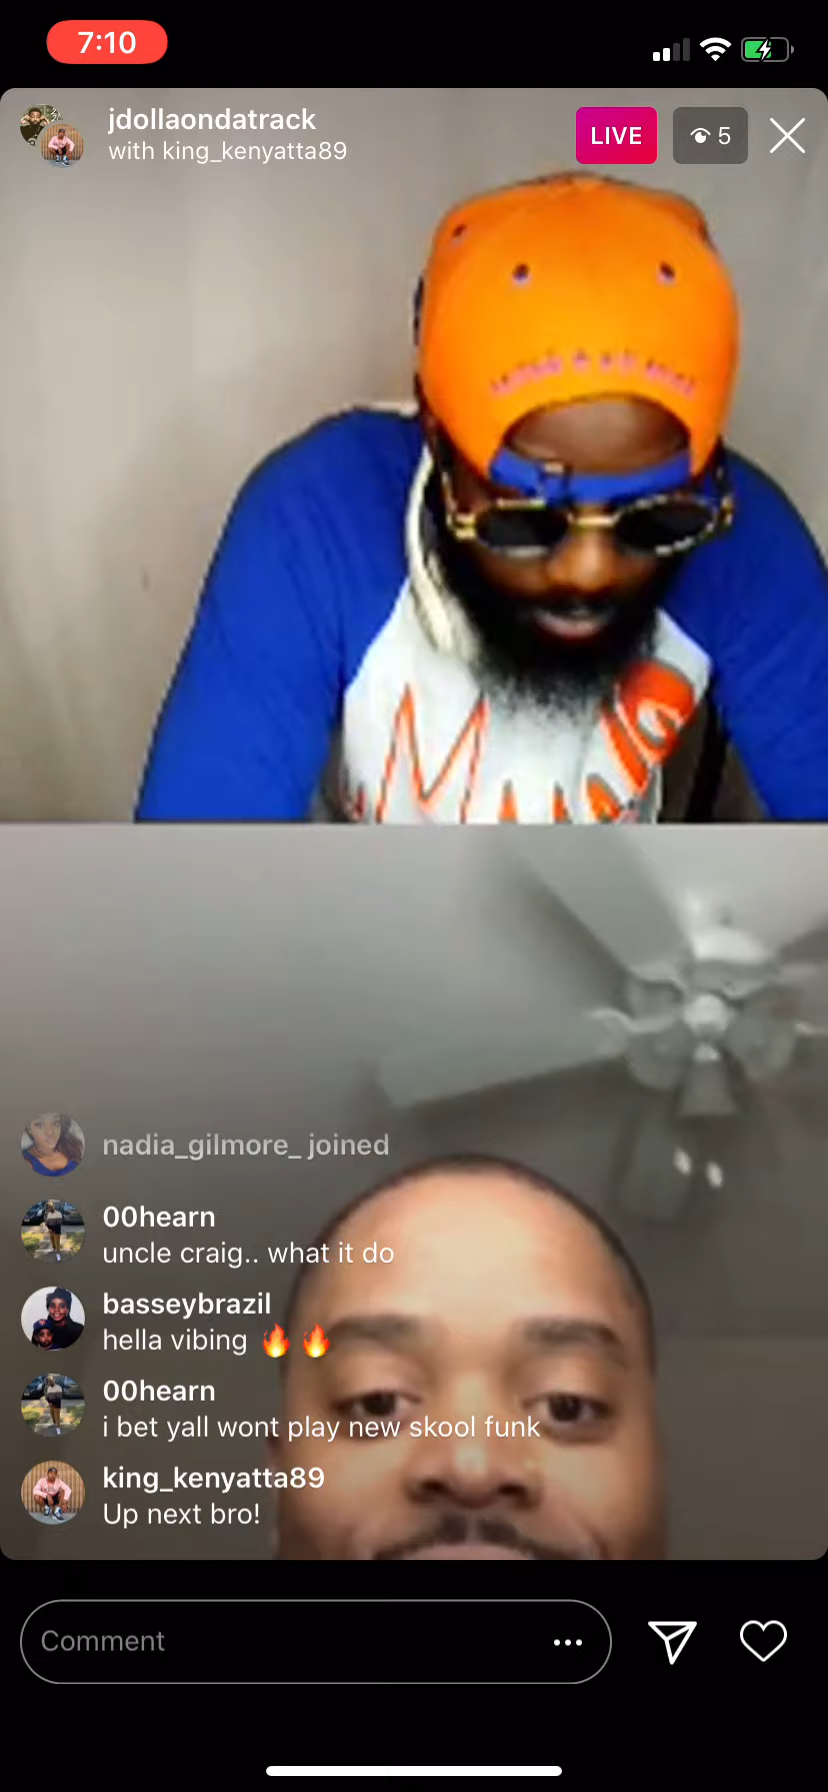 7:10
jdollaondatrack
with king_kenyatta89
LIVE
5
nadia_gilmore_ joined
00hearn
uncle craig.. what it do
basseybrazil
hella vibing 🔥 🔥
00hearn
i bet yall wont play new skool funk
king_kenyatta89
Up next bro!
Comment